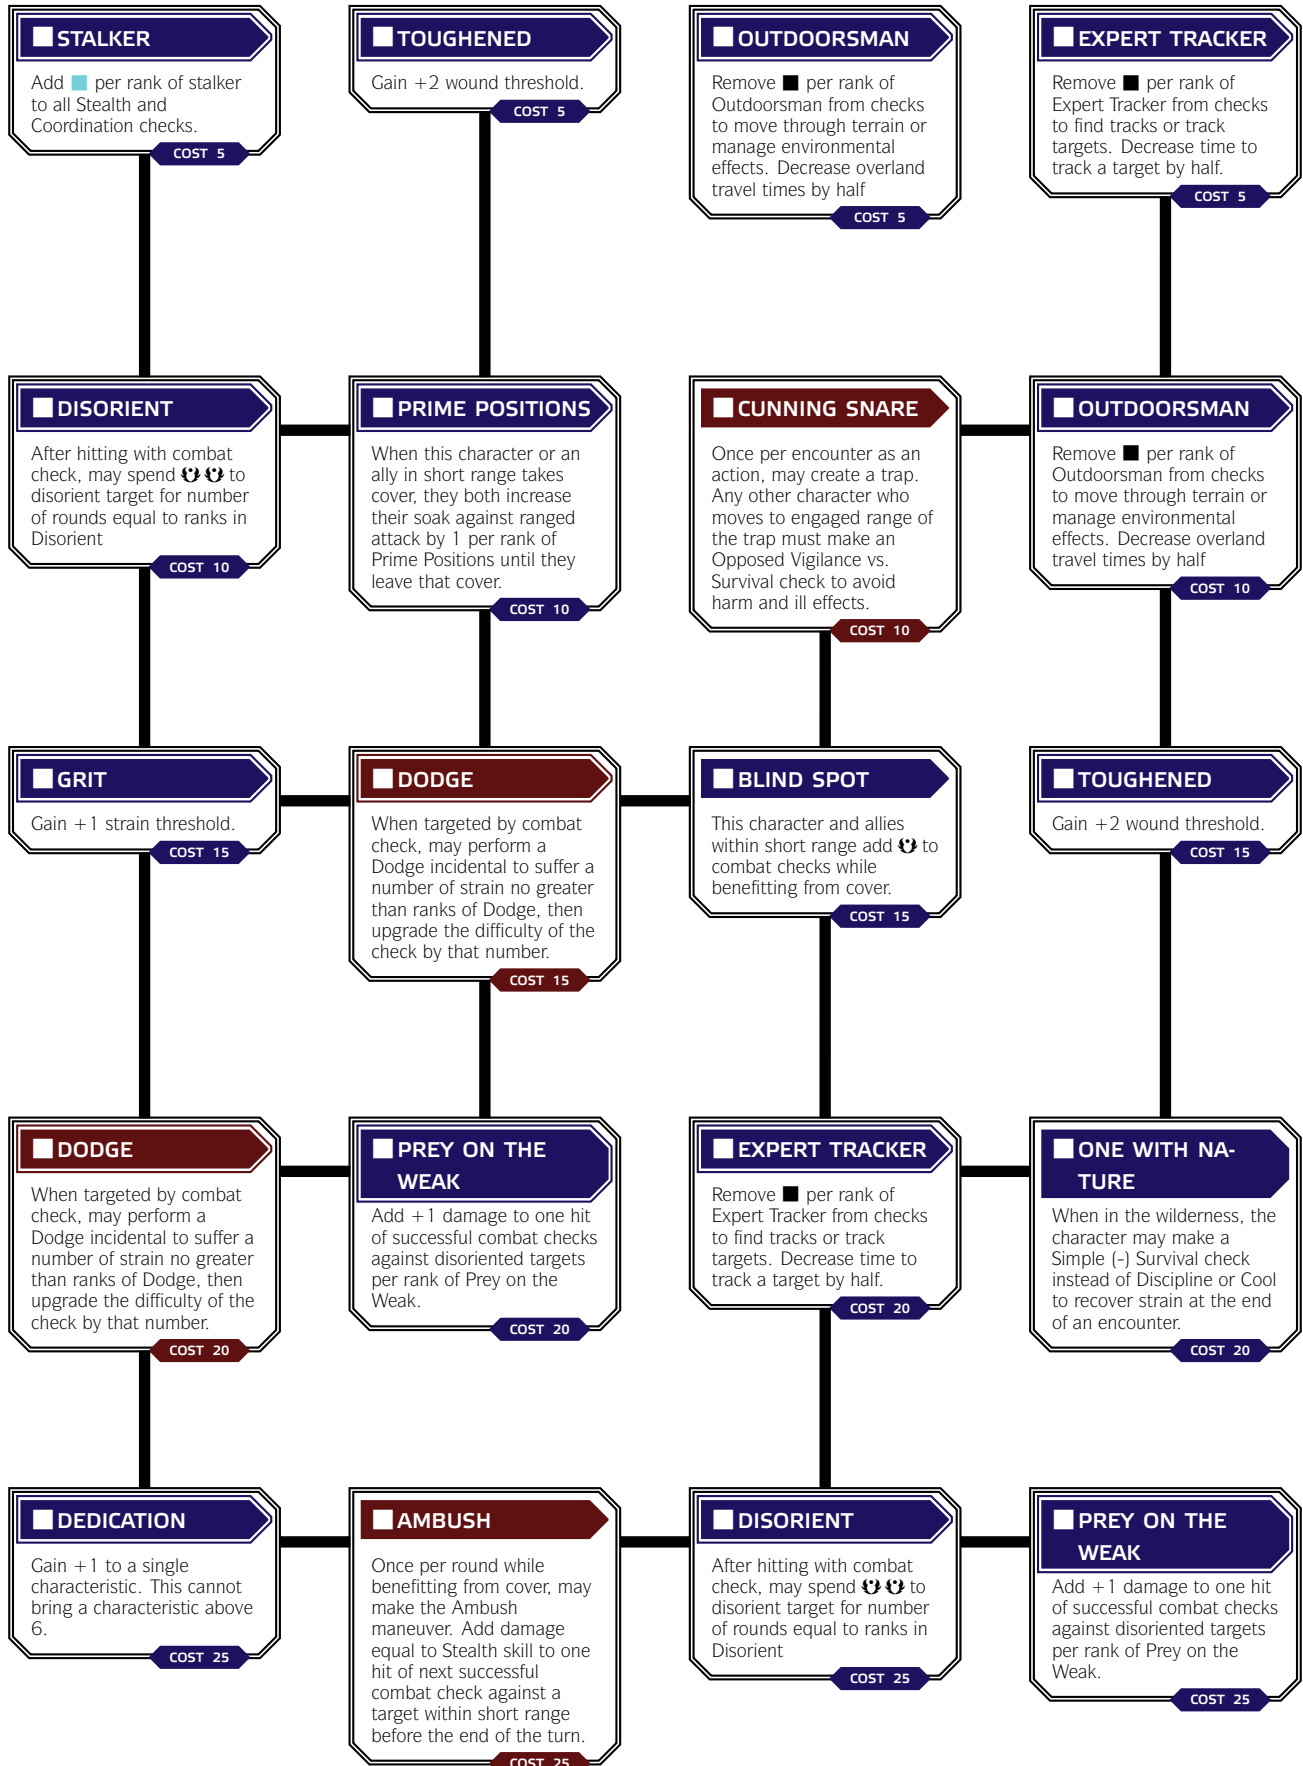 STALKER
Add per rank of stalker
to all Stealth and
Coordination checks.
COST 5
TOUGHENED
Gain +2 wound threshold.
COST 5
OUTDOORSMAN
Remove per rank of
Outdoorsman from checks
to move through terrain or
manage environmental
effects. Decrease overland
travel times by half
COST 5
EXPERT TRACKER
Remove per rank of
Expert Tracker from checks
to find tracks or track
targets. Decrease time to
track a target by half.
COST 5
DISORIENT
After hitting with combat
check, may spend to
disorient target for number
of rounds equal to ranks in
Disorient
COST 10
PRIME POSITIONS
When this character or an
ally in short range takes
cover, they both increase
their soak against ranged
attack by 1 per rank of
Prime Positions until they
leave that cover.
COST 10
CUNNING SNARE
Once per encounter as an
action, may create a trap.
Any other character who
moves to engaged range of
the trap must make an
Opposed Vigilance vs.
Survival check to avoid
harm and ill effects.
COST 10
OUTDOORSMAN
Remove per rank of
Outdoorsman from checks
to move through terrain or
manage environmental
effects. Decrease overland
travel times by half
COST 10
GRIT
Gain +1 strain threshold.
COST 15
DODGE
When targeted by combat
check, may perform a
Dodge incidental to suffer a
number of strain no greater
than ranks of Dodge, then
upgrade the difficulty of the
check by that number.
COST 15
BLIND SPOT
This character and allies
within short range add to
combat checks while
benefitting from cover.
COST 15
TOUGHENED
Gain +2 wound threshold.
COST 15
DODGE
When targeted by combat
check, may perform a
Dodge incidental to suffer a
number of strain no greater
than ranks of Dodge, then
upgrade the difficulty of the
check by that number.
COST 20
PREY ON THE
WEAK
Add +1 damage to one hit
of successful combat checks
against disoriented targets
per rank of Prey on the
Weak.
COST 20
EXPERT TRACKER
Remove per rank of
Expert Tracker from checks
to find tracks or track
targets. Decrease time to
track a target by half.
COST 20
ONE WITH NA-
TURE
When in the wilderness, the
character may make a
Simple (-) Survival check
instead of Discipline or Cool
to recover strain at the end
of an encounter.
COST 20
DEDICATION
Gain +1 to a single
characteristic. This cannot
bring a characteristic above
6.
COST 25
AMBUSH
Once per round while
benefitting from cover, may
make the Ambush
maneuver. Add damage
equal to Stealth skill to one
hit of next successful
combat check against a
target within short range
before the end of the turn.
COST 25
DISORIENT
After hitting with combat
check, may spend to
disorient target for number
of rounds equal to ranks in
Disorient
COST 25
PREY ON THE
WEAK
Add +1 damage to one hit
of successful combat checks
against disoriented targets
per rank of Prey on the
Weak.
COST 25